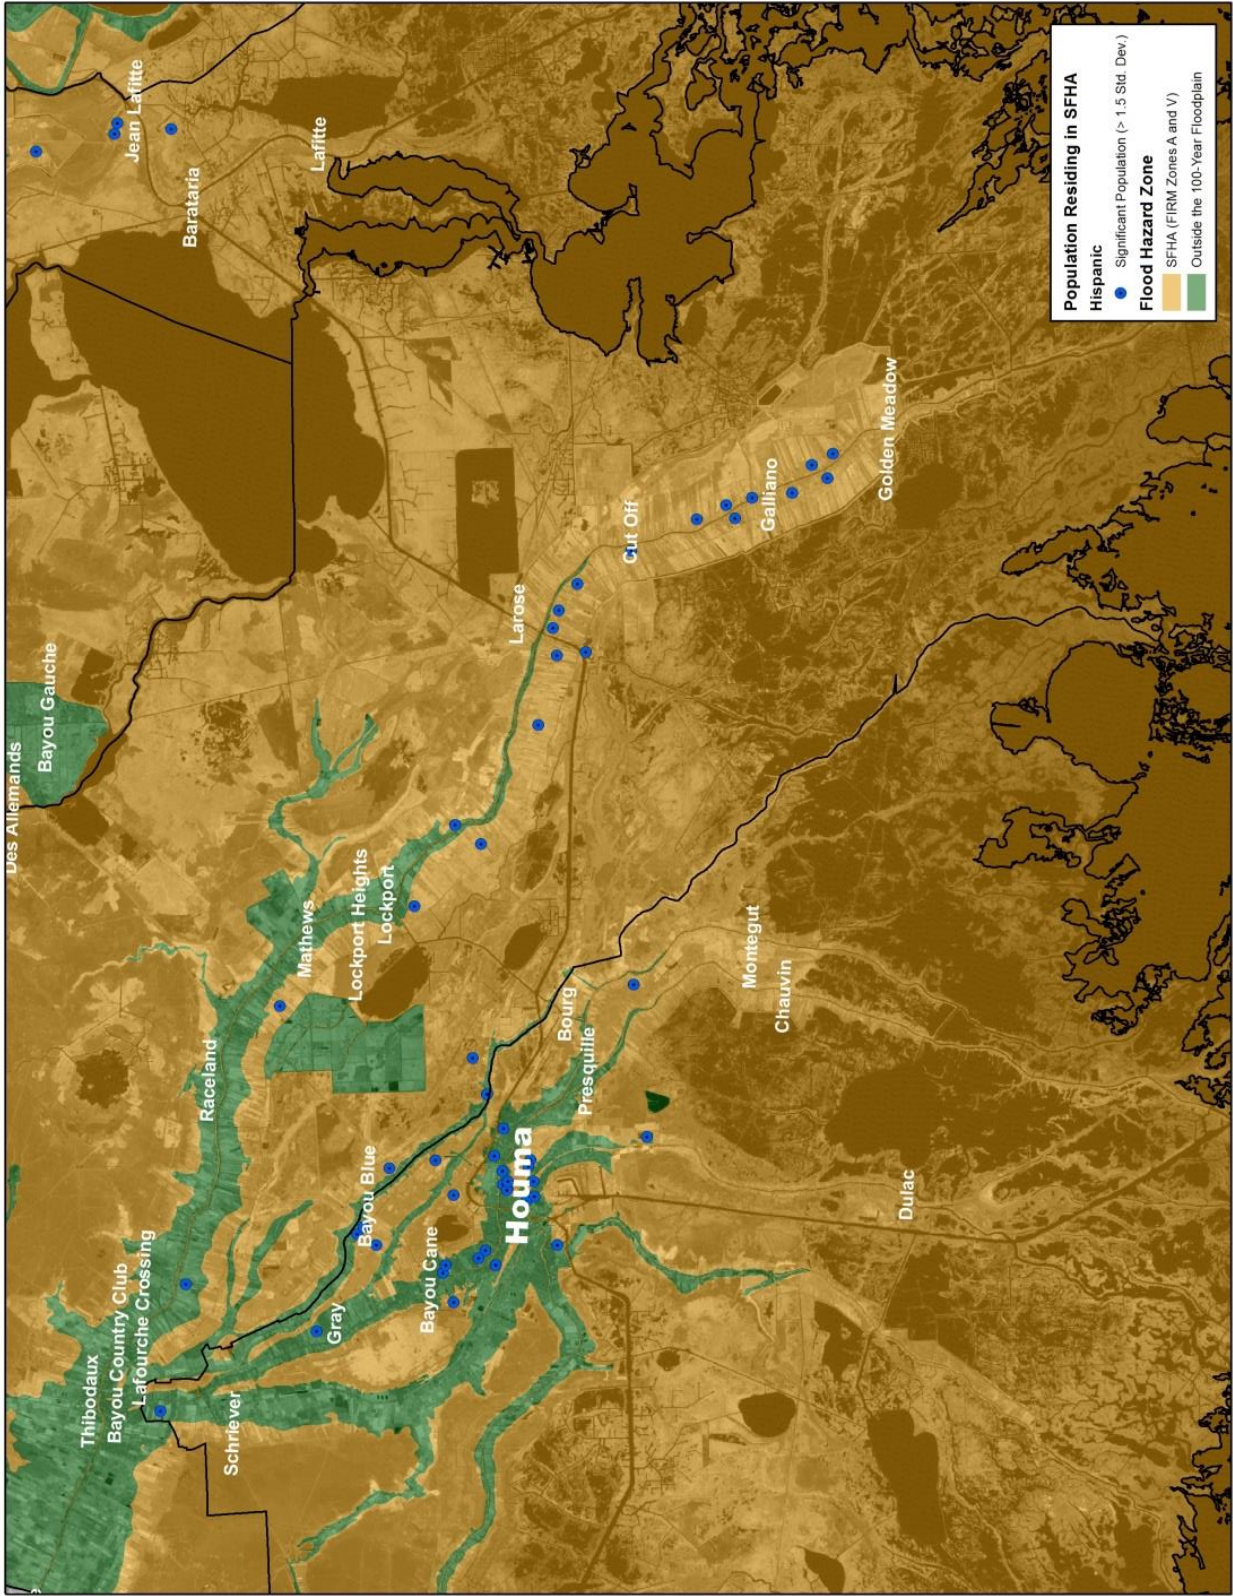 Des Allemands
Bayou Gauche
Jean Lafitte
Barataria
Lafitte
Thibodaux
Bayou Country Club
Lafourche Crossing
Schriever
Raceland
Mathews
Lockport Heights
Lockport
Larose
Cut Off
Galliano
Golden Meadow
Gray
Bayou Blue
Bayou Cane
Houma
Presquille
Bourg
Montegut
Chauvin
Dulac
Population Residing in SFHA
Hispanic
Significant Population (> 1.5 Std. Dev.)
Flood Hazard Zone
SFHA (FIRM Zones A and V)
Outside the 100-Year Floodplain